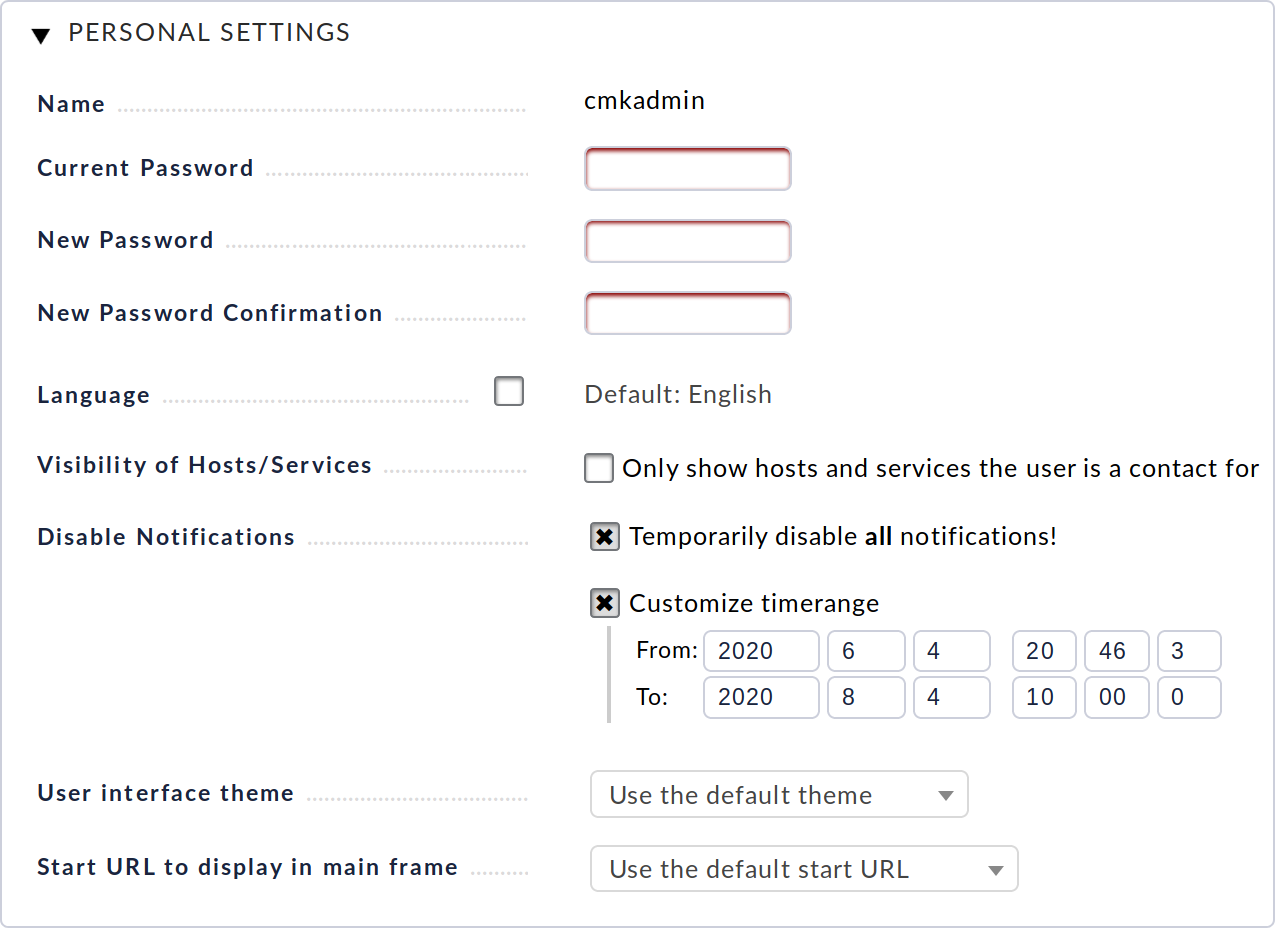 PERSONAL SETTINGS
Name cmkadmin
Current Password
New Password
New Password Confirmation
Language Default: English
Visibility of Hosts/Services Only show hosts and services the user is a contact for
Disable Notifications Temporarily disable all notifications!
Customize timerange
From: 2020 6 4 20 46 3
To: 2020 8 4 10 00 0
User interface theme Use the default theme
Start URL to display in main frame Use the default start URL